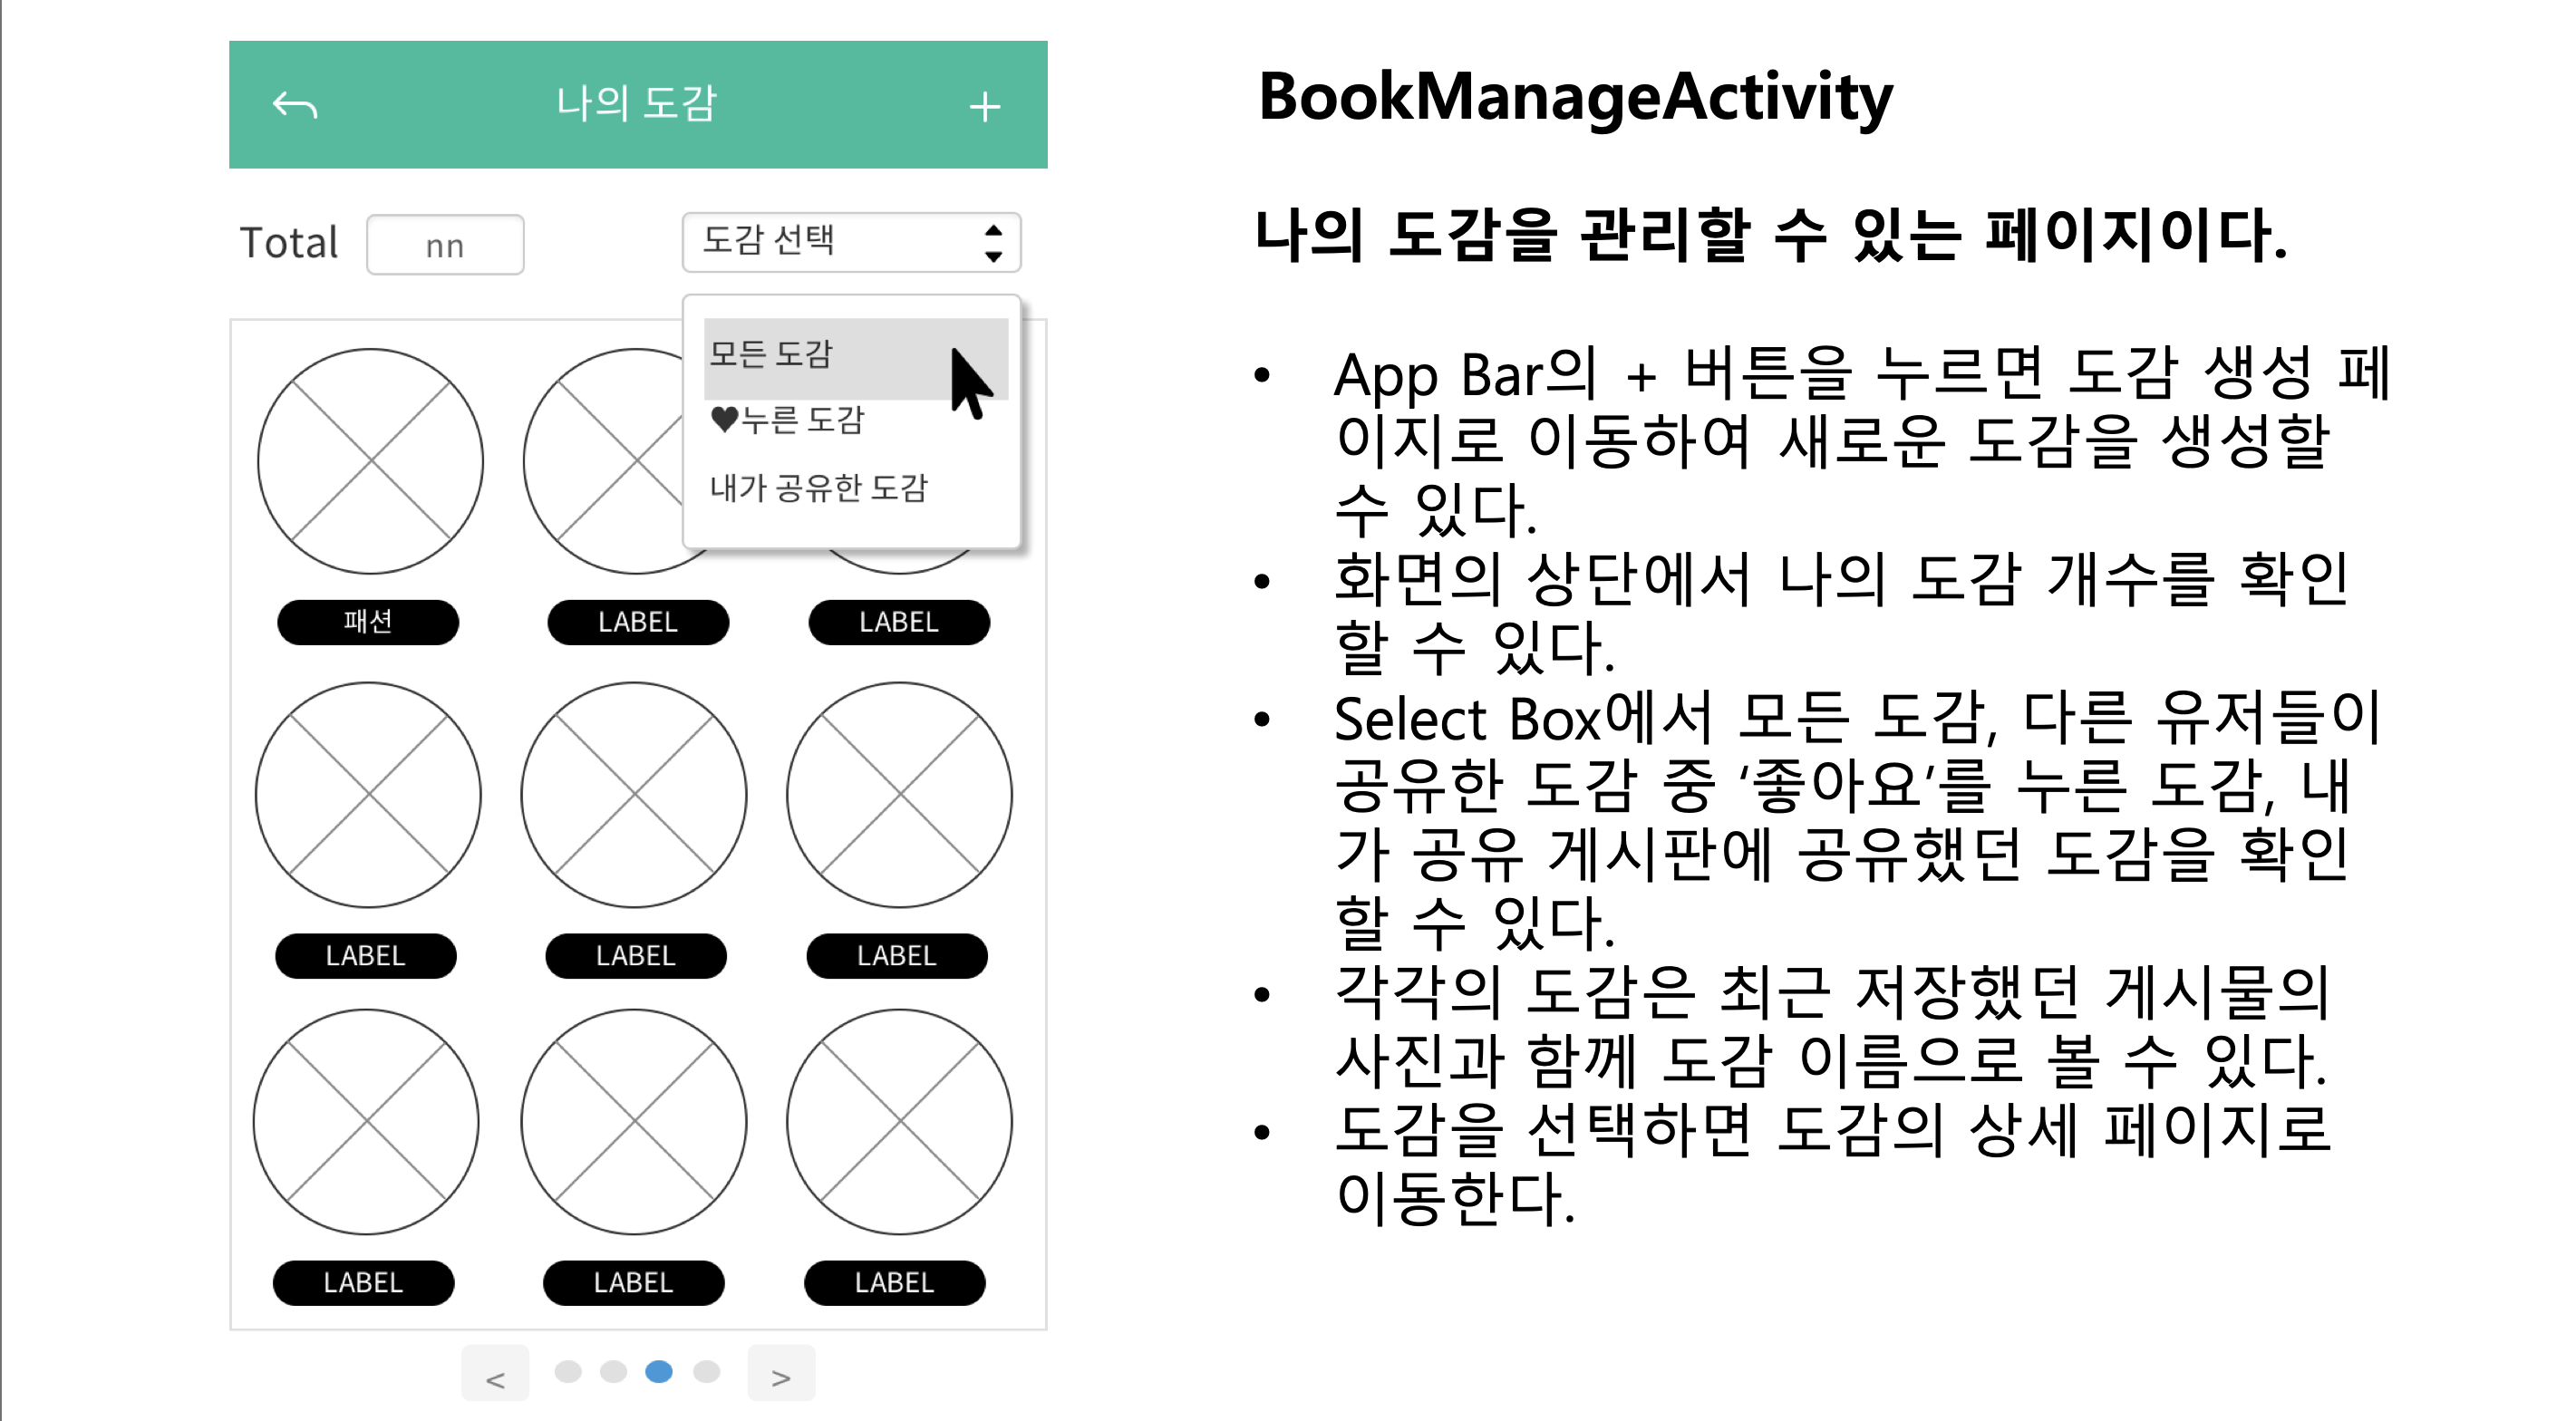 나의 도감
+
Total
nn
도감 선택
모든 도감
♥누른 도감
내가 공유한 도감
패션
LABEL
LABEL
LABEL
LABEL
LABEL
LABEL
LABEL
LABEL
<
>
BookManageActivity
나의 도감을 관리할 수 있는 페이지이다.
• App Bar의 + 버튼을 누르면 도감 생성 페
이지로 이동하여 새로운 도감을 생성할
수 있다.
• 화면의 상단에서 나의 도감 개수를 확인
할 수 있다.
• Select Box에서 모든 도감, 다른 유저들이
공유한 도감 중 ‘좋아요’를 누른 도감, 내
가 공유 게시판에 공유했던 도감을 확인
할 수 있다.
• 각각의 도감은 최근 저장했던 게시물의
사진과 함께 도감 이름으로 볼 수 있다.
• 도감을 선택하면 도감의 상세 페이지로
이동한다.